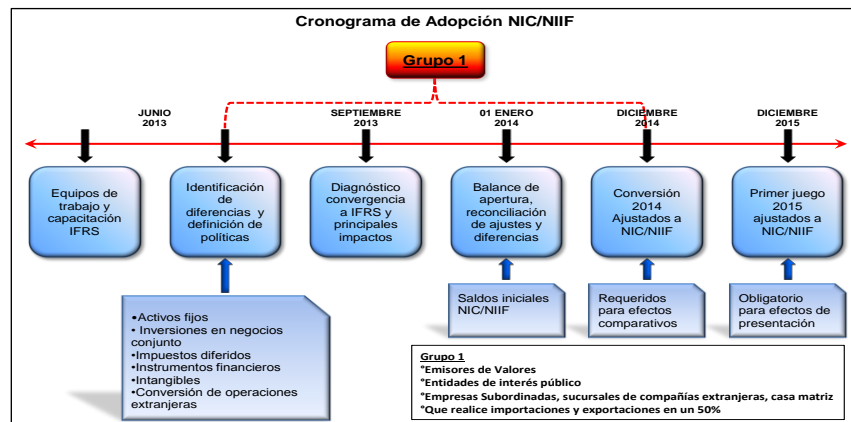 Cronograma de Adopción NIC/NIIF
Grupo 1
JUNIO
2013
SEPTIEMBRE
2013
01 ENERO
2014
DICIEMBRE
2014
DICIEMBRE
2015
Equipos de
trabajo y
capacitación
IFRS
Identificación
de
diferencias y
definición de
políticas
Diagnóstico
convergencia
a IFRS y
principales
impactos
Balance de
apertura,
reconciliación
de ajustes y
diferencias
Conversión
2014
Ajustados a
NIC/NIIF
Primer juego
2015
ajustados a
NIC/NIIF
•Activos fijos
• Inversiones en negocios
conjunto
•Impuestos diferidos
•Instrumentos financieros
•Intangibles
•Conversión de operaciones
extranjeras
Saldos iniciales
NIC/NIIF
Requeridos
para efectos
comparativos
Obligatorio
para efectos de
presentación
Grupo 1
*Emisores de Valores
*Entidades de interés público
*Empresas Subordinadas, sucursales de compañías extranjeras, casa matriz
*Que realice importaciones y exportaciones en un 50%